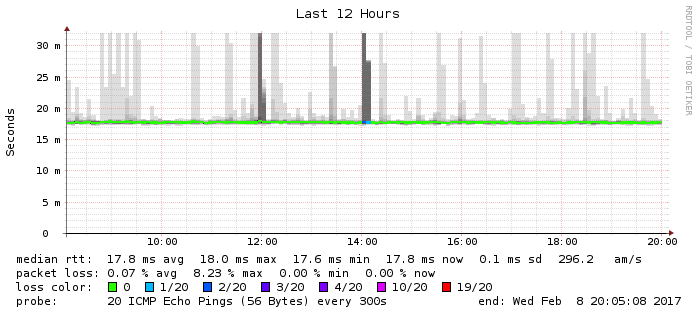 Last 12 Hours
RRDTOOL / TOBI OETIKER
Seconds
30 m
25 m
20 m
15 m
10 m
5 m
0
10:00 12:00 14:00 16:00 18:00 20:00
median rtt: 17.8 ms avg 18.0 ms max 17.6 ms min 17.8 ms now 0.1 ms sd 296.2 am/s
packet loss: 0.07 % avg 8.23 % max 0.00 % min 0.00 % now
loss color: 0 1/20 2/20 3/20 4/20 10/20 19/20
probe: 20 ICMP Echo Pings (56 Bytes) every 300s end: Wed Feb 8 20:05:08 2017